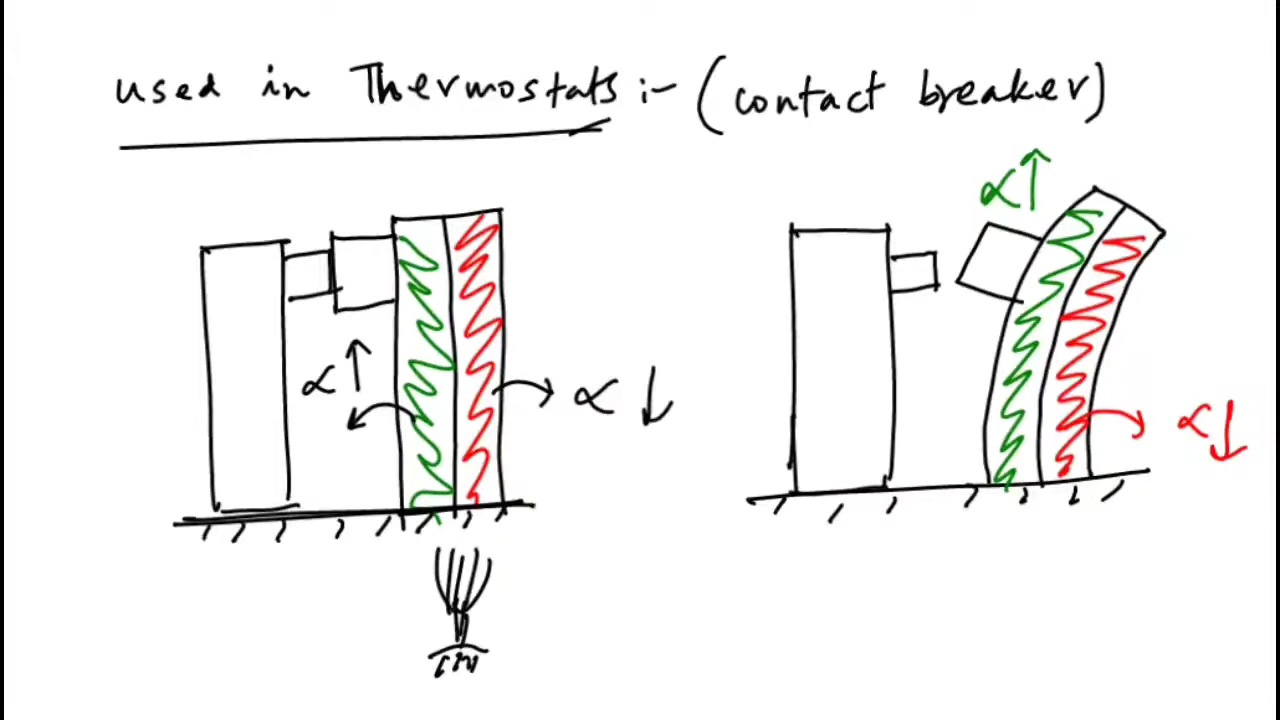 used in Thermostats :- (contact breaker)
α↑
α↑
α↓
α↓